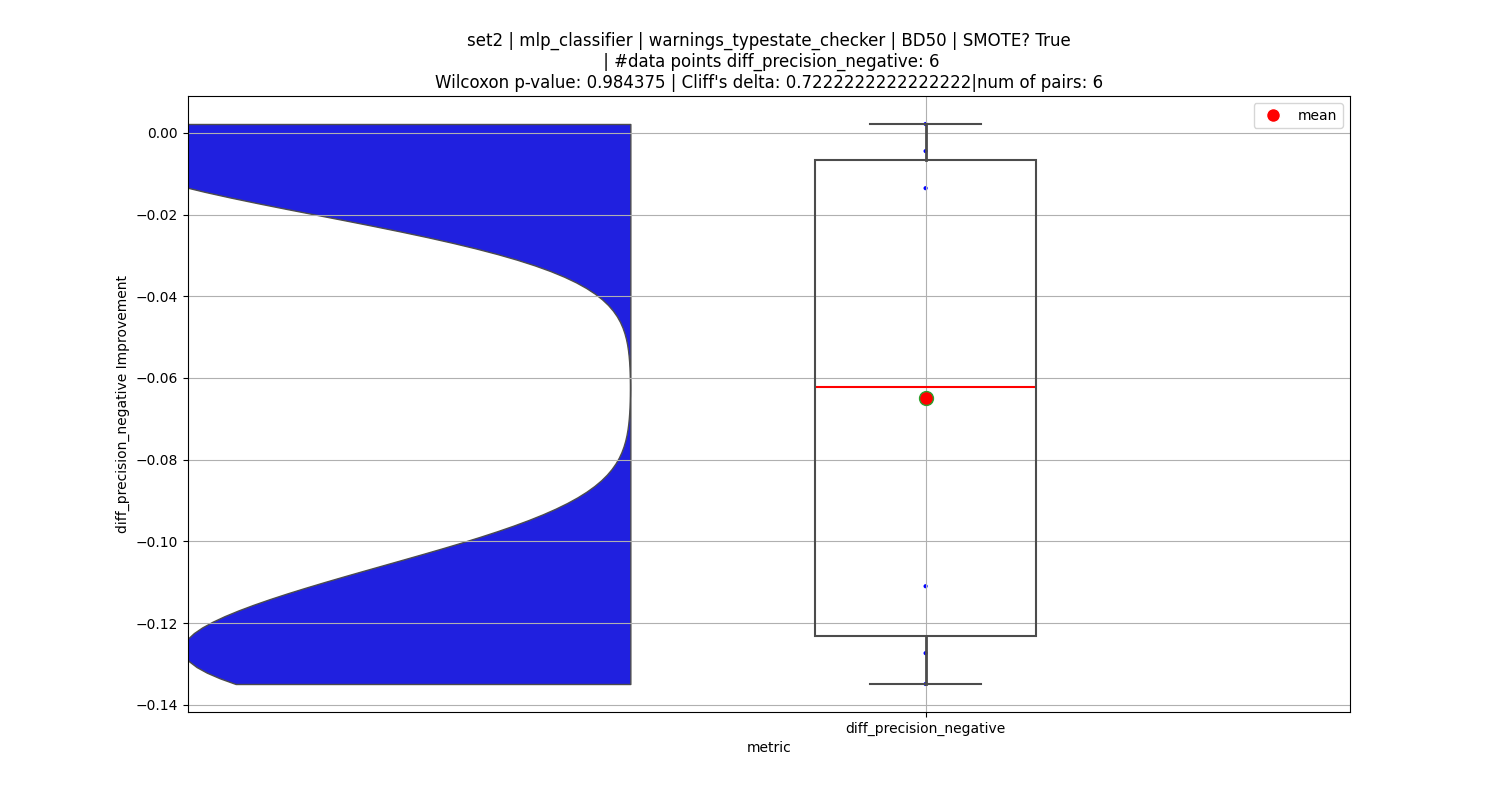 set2 | mlp_classifier | warnings_typestate_checker | BD50 | SMOTE? True
| #data points diff_precision_negative: 6
Wilcoxon p-value: 0.984375 | Cliff's delta: 0.7222222222222222|num of pairs: 6
mean
0.00
−0.02
−0.04
−0.06
−0.08
−0.10
−0.12
−0.14
diff_precision_negative Improvement
diff_precision_negative
metric